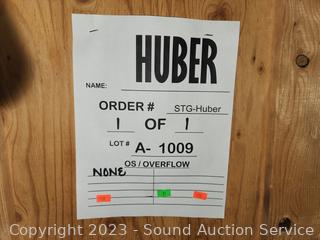 HUBER
NAME:
ORDER # STG-Huber
1 OF 1
LOT # A- 1009
OS / OVERFLOW
NONE
Copyright 2023 - Sound Auction Service